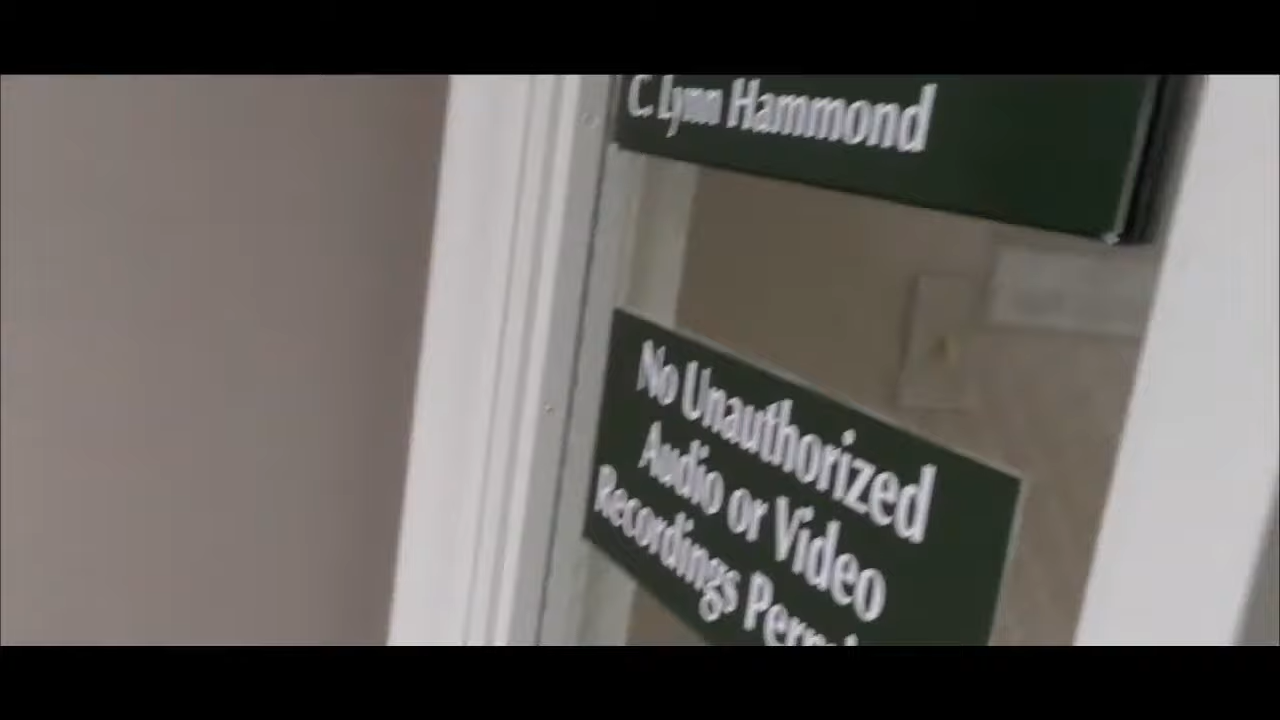 C. Lynn Hammond
No Unauthorized
Audio or Video
Recordings